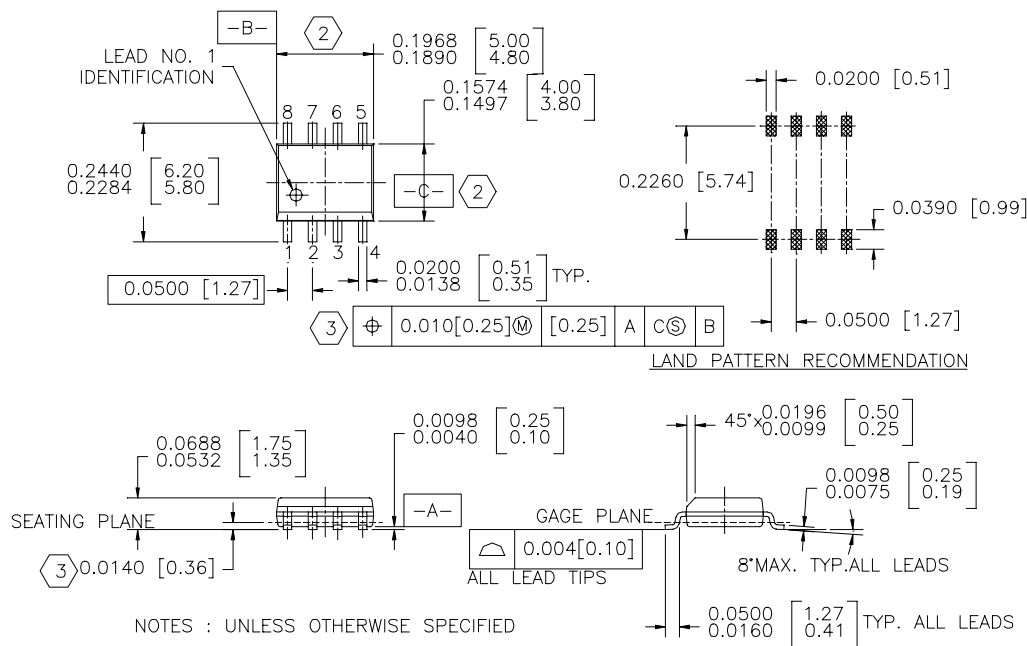 -B-
2
0.1968 [5.00]
0.1890 [4.80]
LEAD NO. 1
IDENTIFICATION
0.1574 [4.00]
0.1497 [3.80]
0.0200 [0.51]
8 7 6 5
0.2440 [6.20]
0.2284 [5.80]
-C-
2
0.2260 [5.74]
0.0390 [0.99]
1 2 3 4
0.0500 [1.27]
0.0200 [0.51] TYP.
0.0138 [0.35]
3 ⌖ 0.010[0.25]Ⓜ [0.25] A CⓈ B
0.0500 [1.27]
LAND PATTERN RECOMMENDATION
0.0688 [1.75]
0.0532 [1.35]
0.0098 [0.25]
0.0040 [0.10]
45°x 0.0196 [0.50]
0.0099 [0.25]
0.0098 [0.25]
0.0075 [0.19]
-A-
SEATING PLANE
GAGE PLANE
3 0.0140 [0.36]
⌓ 0.004[0.10]
ALL LEAD TIPS
8°MAX. TYP.ALL LEADS
0.0500 [1.27] TYP. ALL LEADS
0.0160 [0.41]
NOTES : UNLESS OTHERWISE SPECIFIED